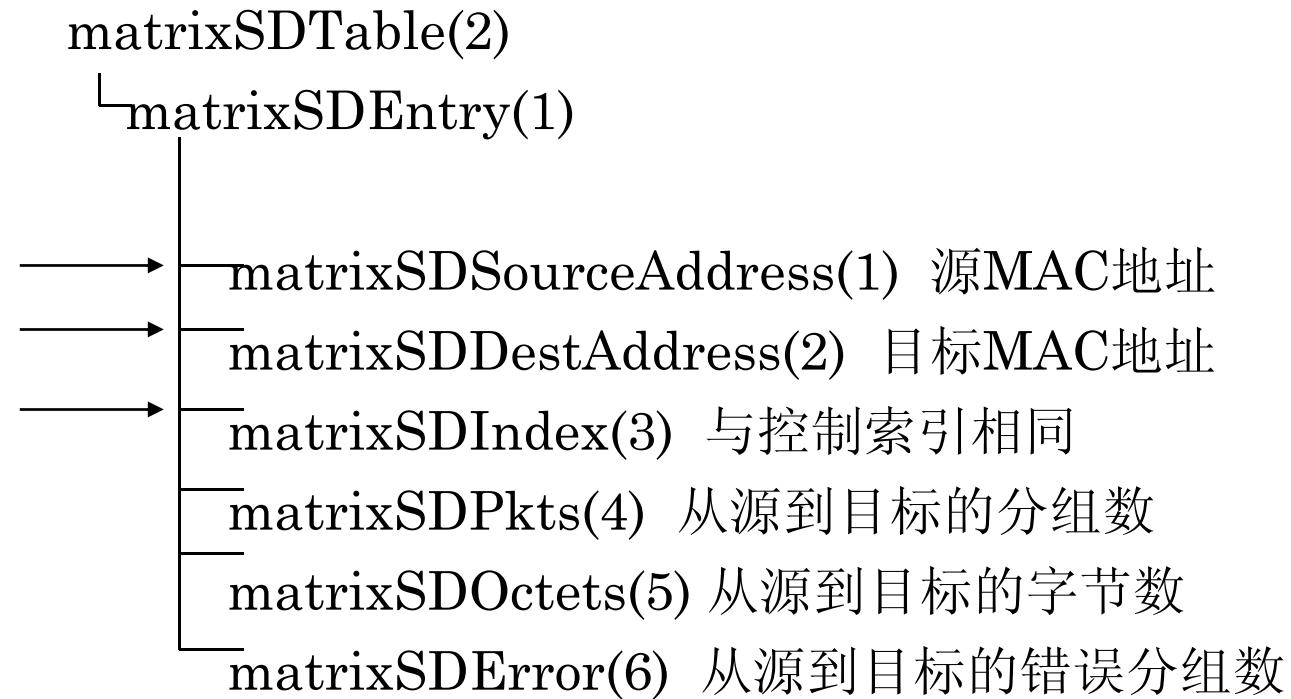 matrixSDTable(2)
matrixSDEntry(1)
matrixSDSourceAddress(1) 源MAC地址
matrixSDDestAddress(2) 目标MAC地址
matrixSDIndex(3) 与控制索引相同
matrixSDPkts(4) 从源到目标的分组数
matrixSDOctets(5) 从源到目标的字节数
matrixSDError(6) 从源到目标的错误分组数